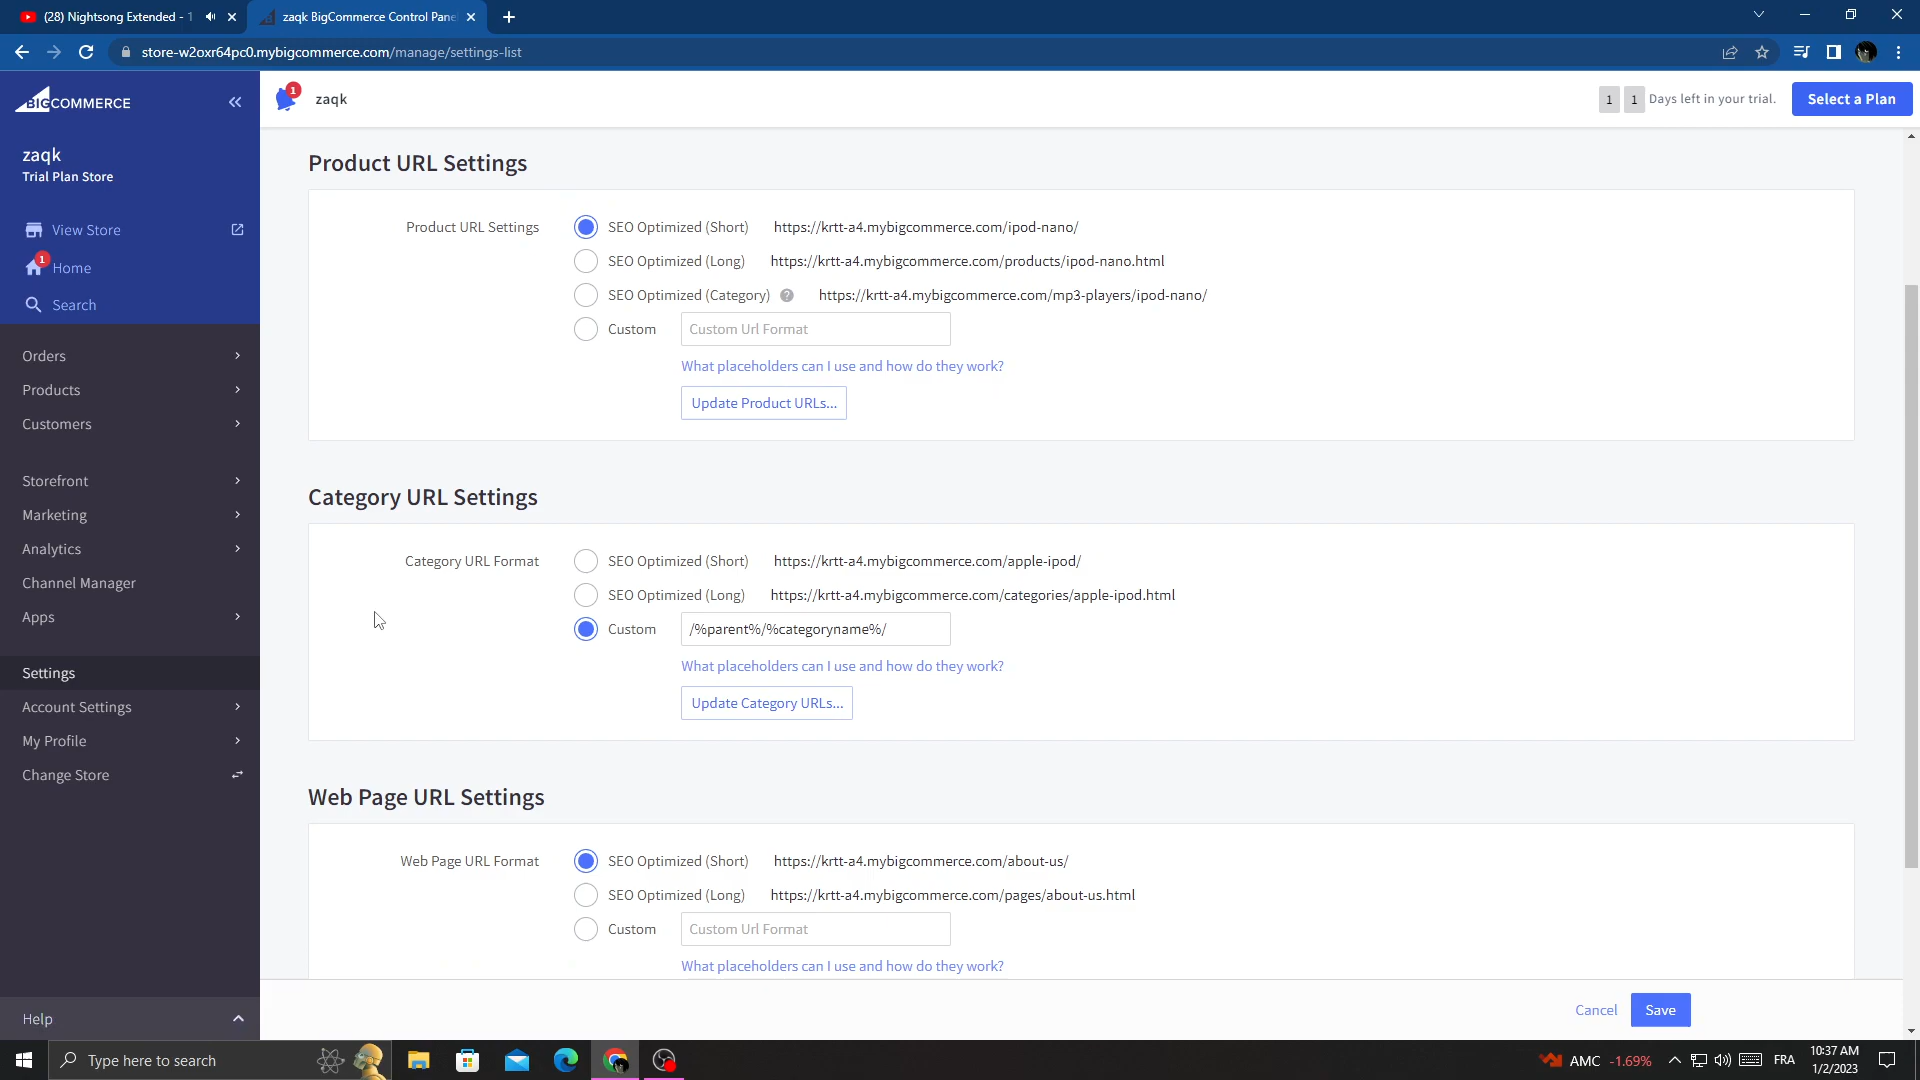 (28) Nightsong Extended - 1
zaqk BigCommerce Control Pane
store-w2oxr64pc0.mybigcommerce.com/manage/settings-list
BIGCOMMERCE
1
zaqk
1 1 Days left in your trial.
Select a Plan
zaqk
Trial Plan Store
View Store
1
Home
Search
Orders
Products
Customers
Storefront
Marketing
Analytics
Channel Manager
Apps
Settings
Account Settings
My Profile
Change Store
Help
Product URL Settings
Product URL Settings
SEO Optimized (Short) https://krtt-a4.mybigcommerce.com/ipod-nano/
SEO Optimized (Long) https://krtt-a4.mybigcommerce.com/products/ipod-nano.html
SEO Optimized (Category) ? https://krtt-a4.mybigcommerce.com/mp3-players/ipod-nano/
Custom Custom Url Format
What placeholders can I use and how do they work?
Update Product URLs...
Category URL Settings
Category URL Format
SEO Optimized (Short) https://krtt-a4.mybigcommerce.com/apple-ipod/
SEO Optimized (Long) https://krtt-a4.mybigcommerce.com/categories/apple-ipod.html
Custom /%parent%/%categoryname%/
What placeholders can I use and how do they work?
Update Category URLs...
Web Page URL Settings
Web Page URL Format
SEO Optimized (Short) https://krtt-a4.mybigcommerce.com/about-us/
SEO Optimized (Long) https://krtt-a4.mybigcommerce.com/pages/about-us.html
Custom Custom Url Format
What placeholders can I use and how do they work?
Cancel
Save
Type here to search
AMC -1.69%
FRA
10:37 AM
1/2/2023